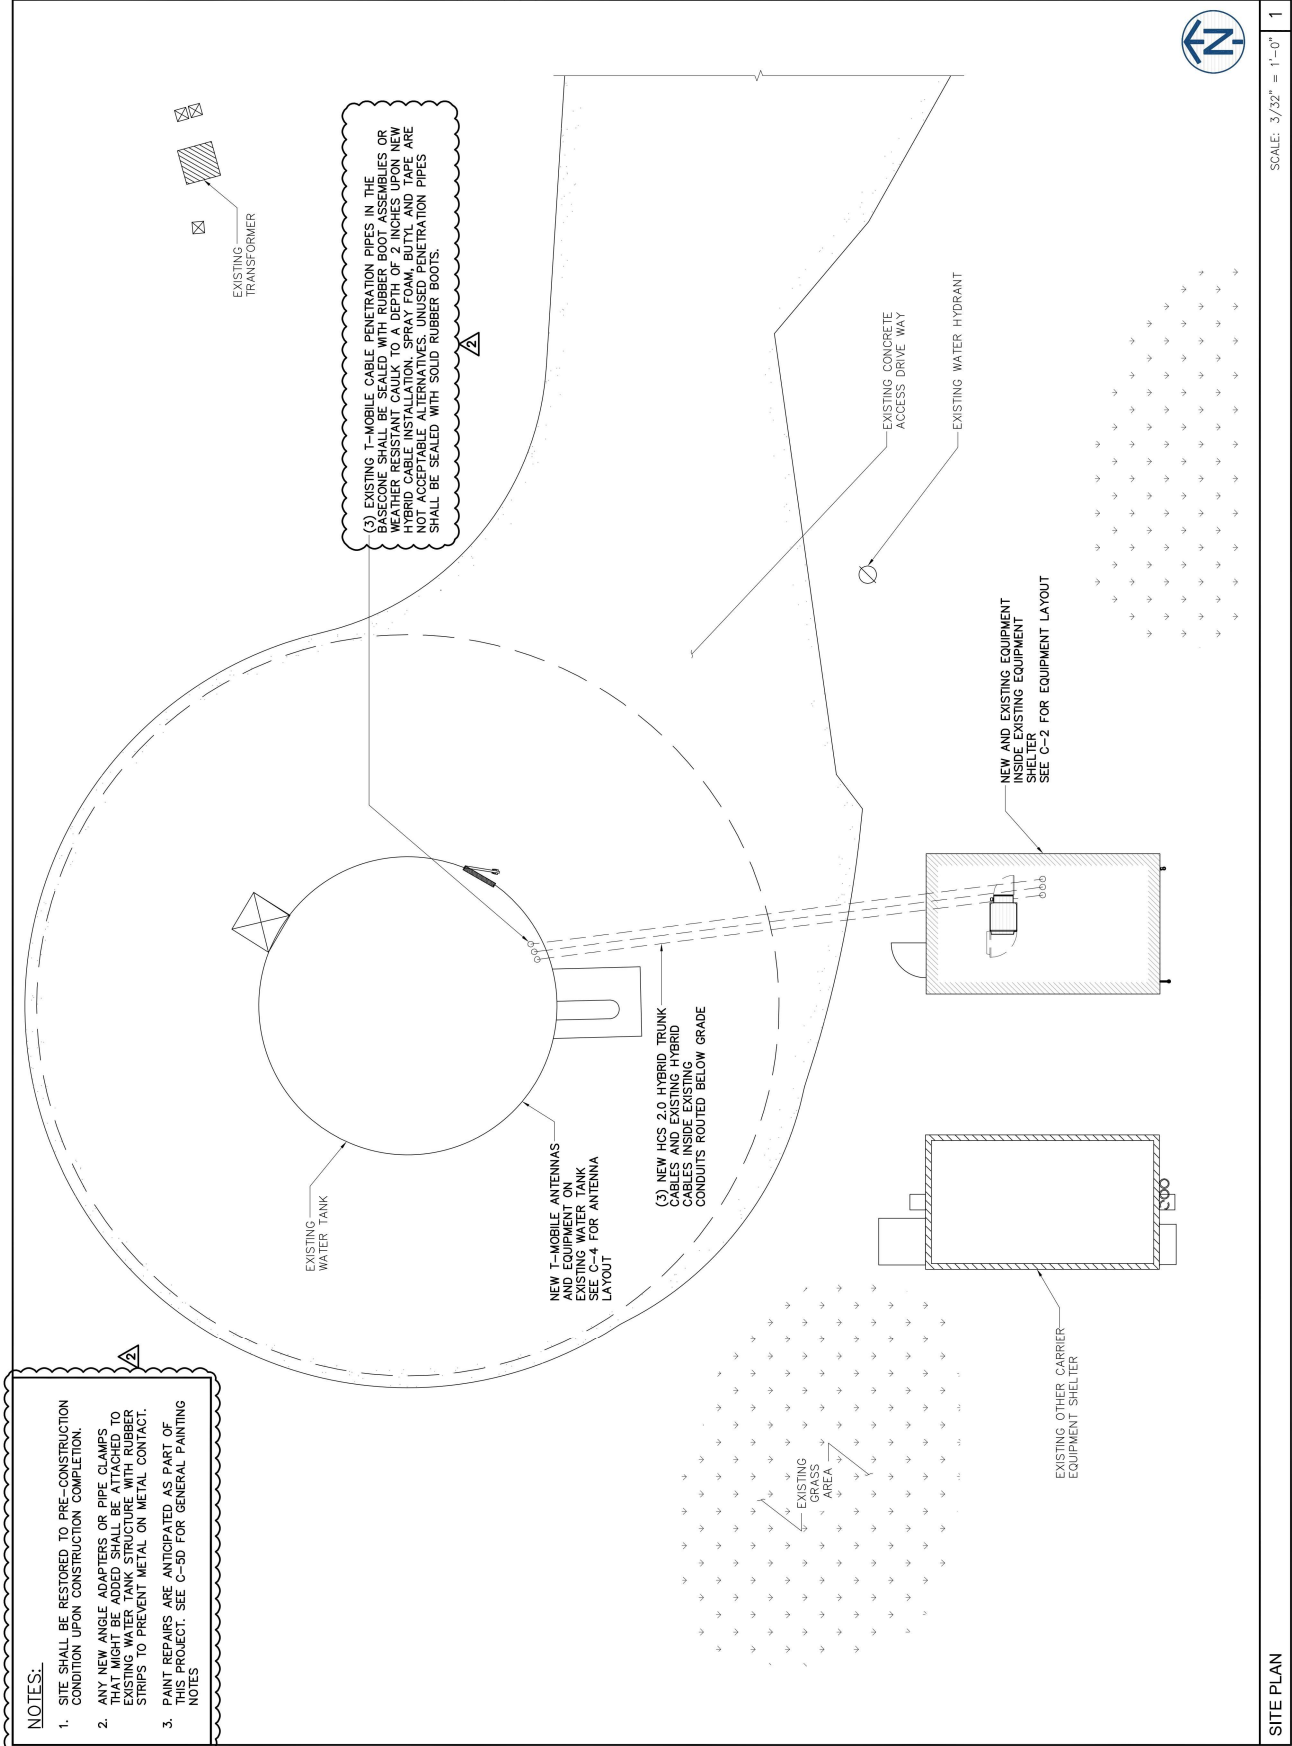 NOTES:
1. SITE SHALL BE RESTORED TO PRE-CONSTRUCTION
CONDITION UPON CONSTRUCTION COMPLETION.
2. ANY NEW ANGLE ADAPTERS OR PIPE CLAMPS
THAT MIGHT BE ADDED SHALL BE ATTACHED TO
EXISTING WATER TANK STRUCTURE WITH RUBBER
STRIPS TO PREVENT METAL ON METAL CONTACT.
3. PAINT REPAIRS ARE ANTICIPATED AS PART OF
THIS PROJECT. SEE C-5D FOR GENERAL PAINTING
NOTES
2
EXISTING
WATER TANK
NEW T-MOBILE ANTENNAS
AND EQUIPMENT ON
EXISTING WATER TANK
SEE C-4 FOR ANTENNA
LAYOUT
(3) NEW HCS 2.0 HYBRID TRUNK
CABLES AND EXISTING HYBRID
CABLES INSIDE EXISTING
CONDUITS ROUTED BELOW GRADE
EXISTING
TRANSFORMER
(3) EXISTING T-MOBILE CABLE PENETRATION PIPES IN THE
BASECONE SHALL BE SEALED WITH RUBBER BOOT ASSEMBLIES OR
WEATHER RESISTANT CAULK TO A DEPTH OF 2 INCHES UPON NEW
HYBRID CABLE INSTALLATION. SPRAY FOAM, BUTYL AND TAPE ARE
NOT ACCEPTABLE ALTERNATIVES. UNUSED PENETRATION PIPES
SHALL BE SEALED WITH SOLID RUBBER BOOTS.
2
EXISTING CONCRETE
ACCESS DRIVE WAY
EXISTING WATER HYDRANT
NEW AND EXISTING EQUIPMENT
INSIDE EXISTING EQUIPMENT
SHELTER
SEE C-2 FOR EQUIPMENT LAYOUT
EXISTING
GRASS
AREA
EXISTING OTHER CARRIER
EQUIPMENT SHELTER
N
SITE PLAN
SCALE: 3/32" = 1'-0"
1